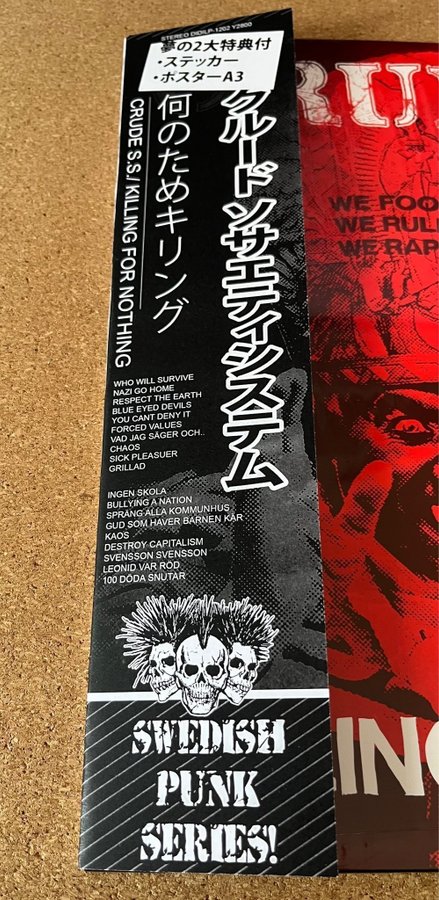 STEREO DIDILP-1202 Y2800
夢の2大特典付
・ステッカー
・ポスターA3
クルード ソサエティシステム
何のためキリング
CRUDE S.S./KILLING FOR NOTHING
WHO WILL SURVIVE
NAZI GO HOME
RESPECT THE EARTH
BLUE EYED DEVILS
YOU CANT DENY IT
FORCED VALUES
VAD JAG SÄGER OCH..
CHAOS
SICK PLEASUER
GRILLAD
INGEN SKOLA
BULLYING A NATION
SPRÄNG ALLA KOMMUNHUS
GUD SOM HAVER BARNEN KÄR
KAOS
DESTROY CAPITALISM
SVENSSON SVENSSON
LEONID VAR RÖD
100 DÖDA SNUTAR
SWEDISH
PUNK
SERIES!
RU
WE FOO
WE RUL
WE RAP
ING